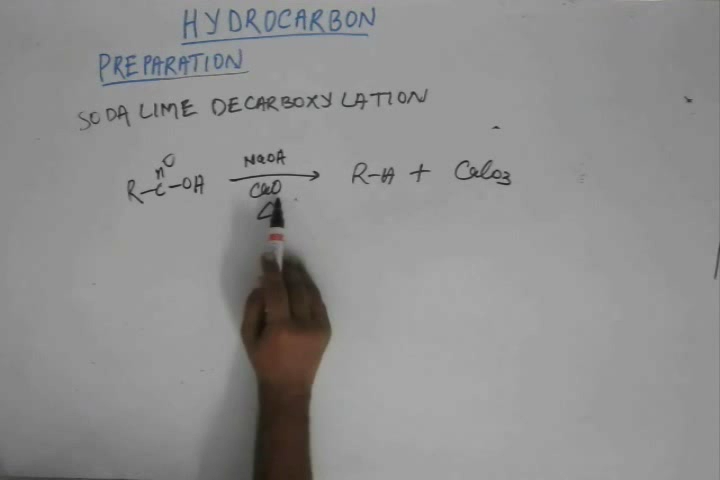 HYDROCARBON
PREPARATION
SODA LIME DECARBOXYLATION
O
R-C-OH NaOH R-H + CaCO3
CaO
Δ